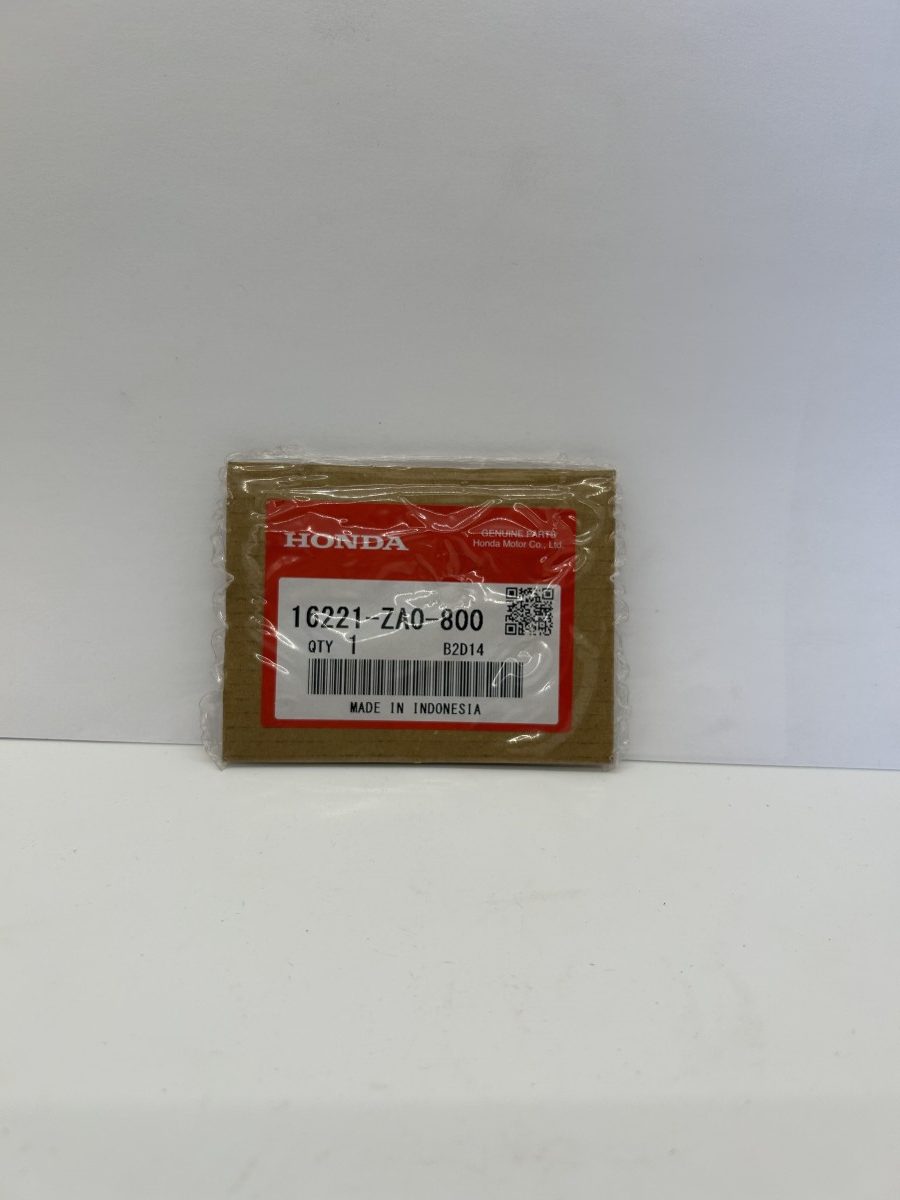 HONDA
GENUINE PARTS
Honda Motor Co., Ltd.
16221-ZA0-800
QTY 1 B2D14
MADE IN INDONESIA